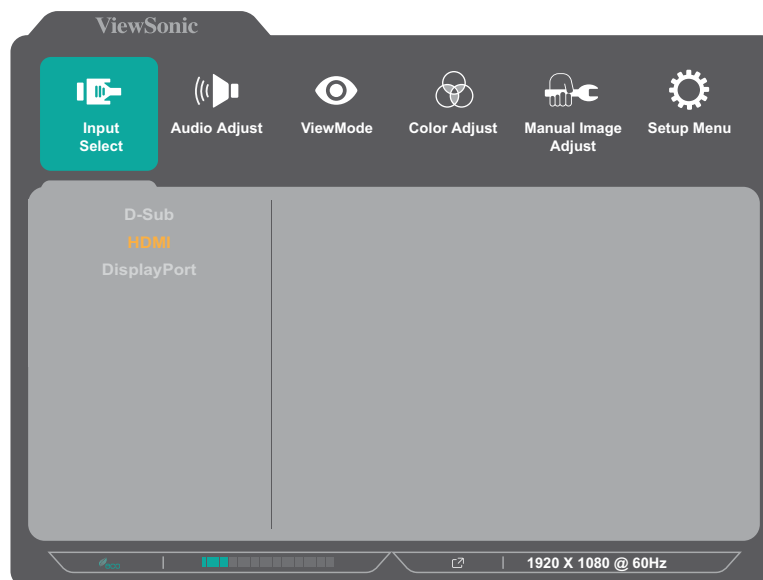 ViewSonic
Input
Select
Audio Adjust
ViewMode
Color Adjust
Manual Image
Adjust
Setup Menu
D-Sub
HDMI
DisplayPort
eco
1920 X 1080 @ 60Hz